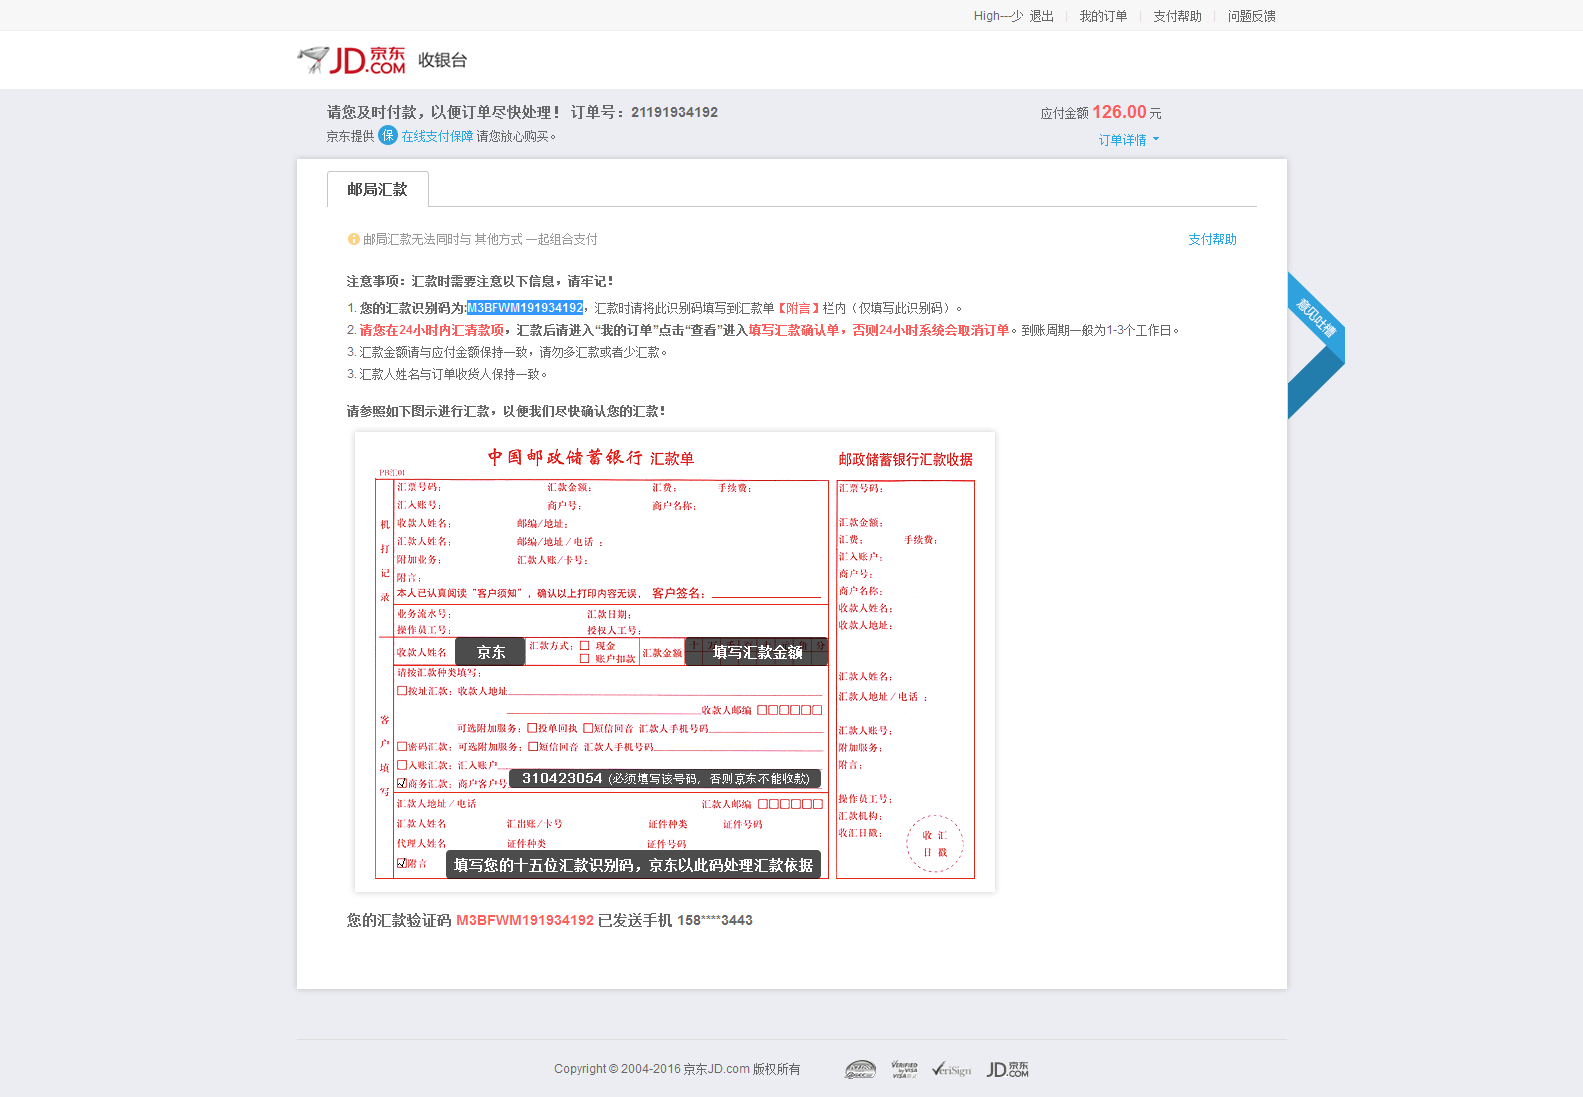 High---少 退出 我的订单 支付帮助 问题反馈
JD.COM 京东 收银台
请您及时付款，以便订单尽快处理！ 订单号：21191934192
应付金额 126.00 元
京东提供 保 在线支付保障 请您放心购买。
订单详情
邮局汇款
邮局汇款无法同时与 其他方式 一起组合支付
支付帮助
注意事项：汇款时需要注意以下信息，请牢记！
1. 您的汇款识别码为:M3BFWM191934192，汇款时请将此识别码填写到汇款单【附言】栏内（仅填写此识别码）。
2. 请您在24小时内汇清款项，汇款后请进入“我的订单”点击“查看”进入填写汇款确认单，否则24小时系统会取消订单。到账周期一般为1-3个工作日。
3. 汇款金额请与应付金额保持一致，请勿多汇款或者少汇款。
3. 汇款人姓名与订单收货人保持一致。
意见吐槽
请参照如下图示进行汇款，以便我们尽快确认您的汇款！
中国邮政储蓄银行 汇款单
机打记录
汇票号码： 汇款金额： 汇费： 手续费：
汇入账号： 商户号： 商户名称：
收款人姓名： 邮编/地址：
汇款人姓名： 邮编/地址/电话：
附加业务： 汇款人账/卡号：
附言：
本人已认真阅读“客户须知”，确认以上打印内容无误， 客户签名：
业务流水号： 汇款日期：
操作员工号： 授权人工号：
客户填写
收款人姓名 京东 汇款方式：□ 现金 汇款金额 填写汇款金额
□ 账户扣款
请按汇款种类填写：
□按址汇款：收款人地址
收款人邮编 □□□□□□
可选附加服务：□投单回执 □短信回音 汇款人手机号码
□密码汇款：可选附加服务：□短信回音 汇款人手机号码
□入账汇款：汇入账户
☑商务汇款：商户客户号 310423054 (必须填写该号码，否则京东不能收款)
汇款人地址/电话 汇款人邮编 □□□□□□
汇款人姓名 汇出账/卡号 证件种类 证件号码
代理人姓名 证件种类 证件号码
☑附言 填写您的十五位汇款识别码，京东以此码处理汇款依据
邮政储蓄银行汇款收据
汇票号码：
汇款金额：
汇费： 手续费：
汇入账户：
商户号：
商户名称：
收款人姓名：
收款人地址：
汇款人姓名：
汇款人地址/电话：
汇款人账号：
附加服务：
附言：
操作员工号：
汇款机构：
收汇日戳：
收 汇
日 戳
您的汇款验证码 M3BFWM191934192 已发送手机 158****3443
Copyright © 2004-2016 京东JD.com 版权所有
VERIFIED by VISA
VeriSign
JD.COM 京东